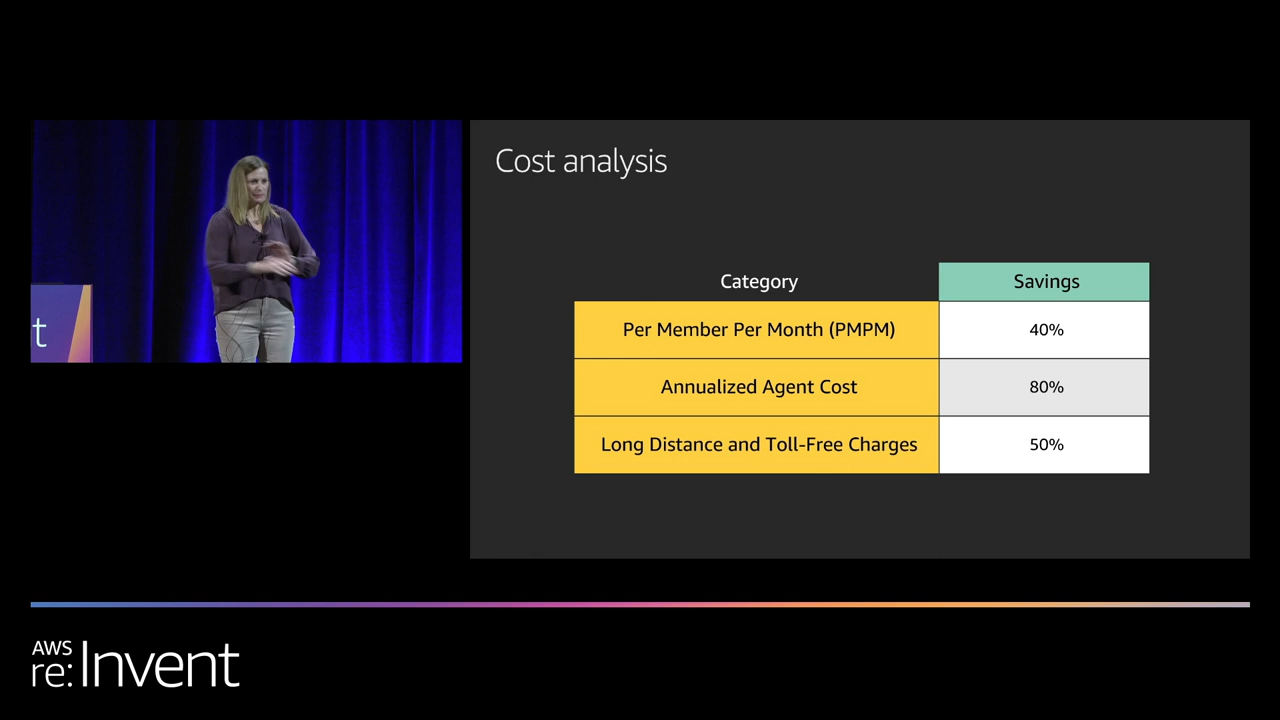 t
Cost analysis
Category Savings
Per Member Per Month (PMPM) 40%
Annualized Agent Cost 80%
Long Distance and Toll-Free Charges 50%
AWS
re:Invent